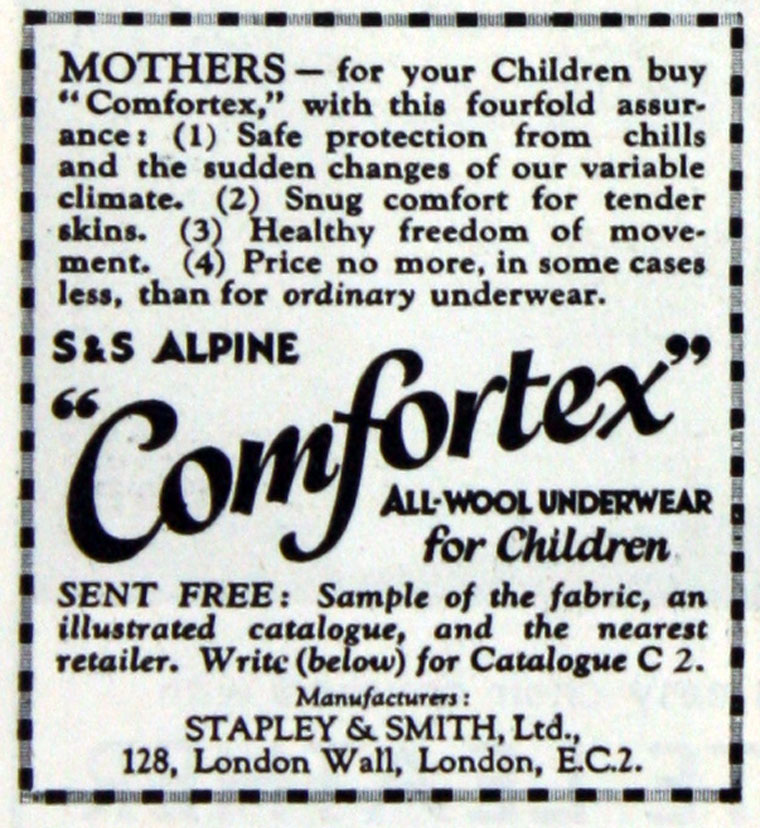 MOTHERS — for your Children buy
"Comfortex," with this fourfold assur-
ance: (1) Safe protection from chills
and the sudden changes of our variable
climate. (2) Snug comfort for tender
skins. (3) Healthy freedom of move-
ment. (4) Price no more, in some cases
less, than for ordinary underwear.
S & S ALPINE
"Comfortex"
ALL-WOOL UNDERWEAR
for Children
SENT FREE: Sample of the fabric, an
illustrated catalogue, and the nearest
retailer. Write (below) for Catalogue C 2.
Manufacturers:
STAPLEY & SMITH, Ltd.,
128, London Wall, London, E.C.2.